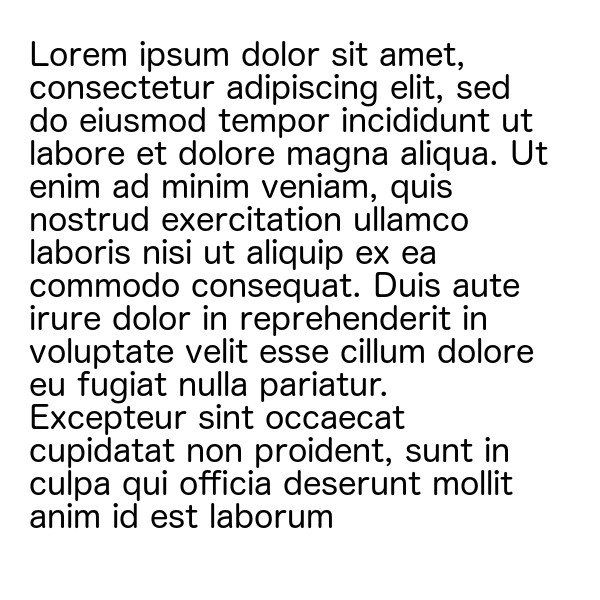 Lorem ipsum dolor sit amet,
consectetur adipiscing elit, sed
do eiusmod tempor incididunt ut
labore et dolore magna aliqua. Ut
enim ad minim veniam, quis
nostrud exercitation ullamco
laboris nisi ut aliquip ex ea
commodo consequat. Duis aute
irure dolor in reprehenderit in
voluptate velit esse cillum dolore
eu fugiat nulla pariatur.
Excepteur sint occaecat
cupidatat non proident, sunt in
culpa qui officia deserunt mollit
anim id est laborum